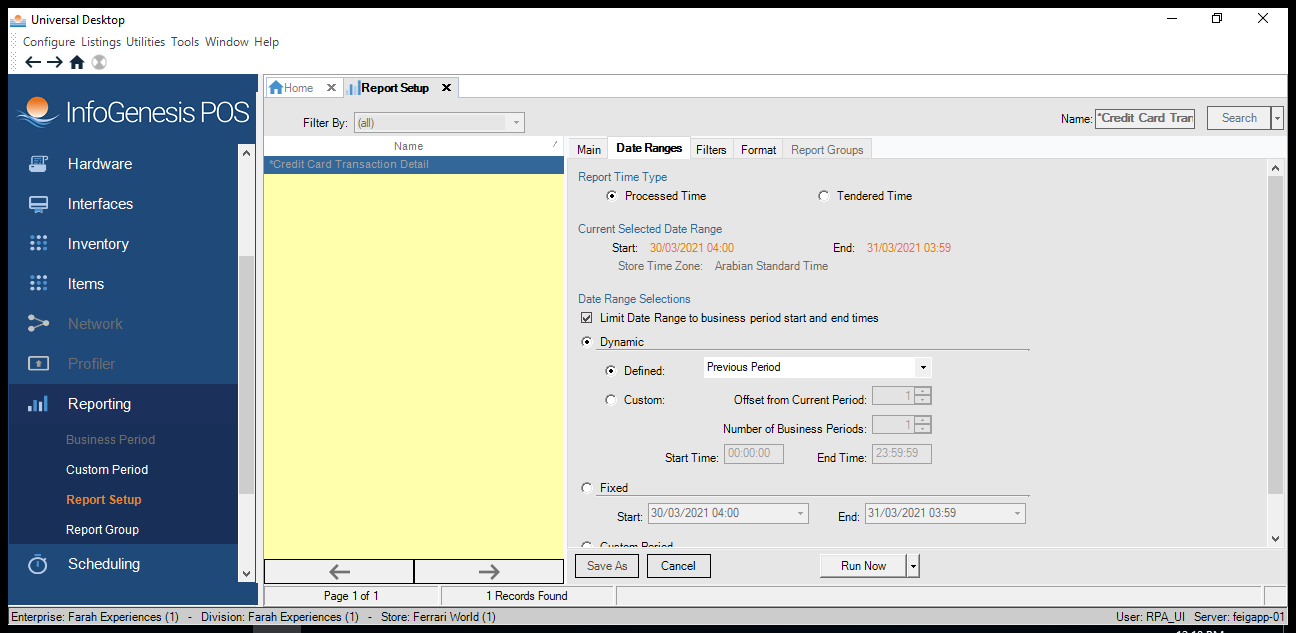 Universal Desktop
Configure Listings Utilities Tools Window Help
Home Report Setup
InfoGenesis POS
Filter By: (all)
Name: *Credit Card Tran Search
Name
*Credit Card Transaction Detail
Main Date Ranges Filters Format Report Groups
Hardware
Interfaces
Inventory
Items
Network
Profiler
Reporting
Business Period
Custom Period
Report Setup
Report Group
Scheduling
Report Time Type
Processed Time Tendered Time
Current Selected Date Range
Start: 30/03/2021 04:00 End: 31/03/2021 03:59
Store Time Zone: Arabian Standard Time
Date Range Selections
Limit Date Range to business period start and end times
Dynamic
Defined: Previous Period
Custom: Offset from Current Period: 1
Number of Business Periods: 1
Start Time: 00:00:00 End Time: 23:59:59
Fixed
Start: 30/03/2021 04:00 End: 31/03/2021 03:59
Custom Period
Save As Cancel Run Now
Page 1 of 1 1 Records Found
Enterprise: Farah Experiences (1) - Division: Farah Experiences (1) - Store: Ferrari World (1) User: RPA_UI Server: feigapp-01